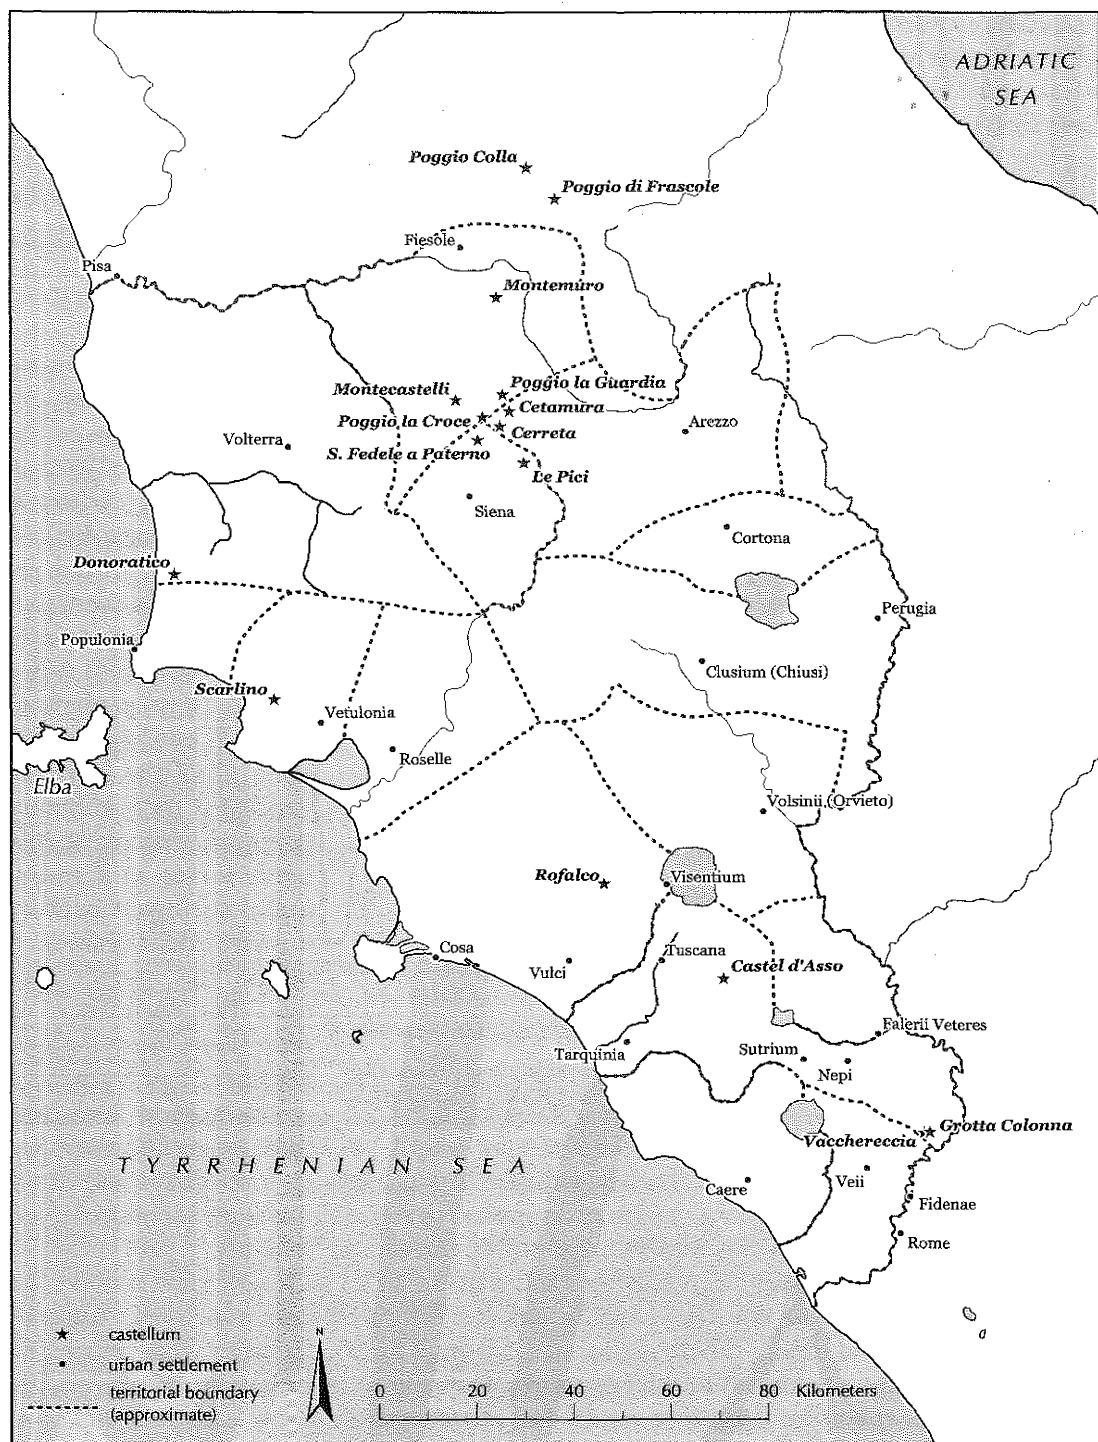 ADRIATIC
SEA
Poggio Colla
Poggio di Frascole
Fiesole
Pisa
Montemuro
Poggio la Guardia
Montecastelli
Cetamura
Poggio la Croce
Arezzo
Cerreta
Volterra
S. Fedele a Paterno
Le Pici
Siena
Cortona
Donoratico
Perugia
Populonia
Clusium (Chiusi)
Scarlino
Vetulonia
Roselle
Elba
Volsinii (Orvieto)
Rofalco
Visentium
Cosa
Tuscana
Vulci
Castel d'Asso
Falerii Veteres
Tarquinia
Sutrium
Nepi
Grotta Colonna
Vacchereccia
TYRRHENIAN SEA
Veii
Caere
Fidenae
Rome
castellum
urban settlement
territorial boundary
(approximate)
N
0 20 40 60 80 Kilometers